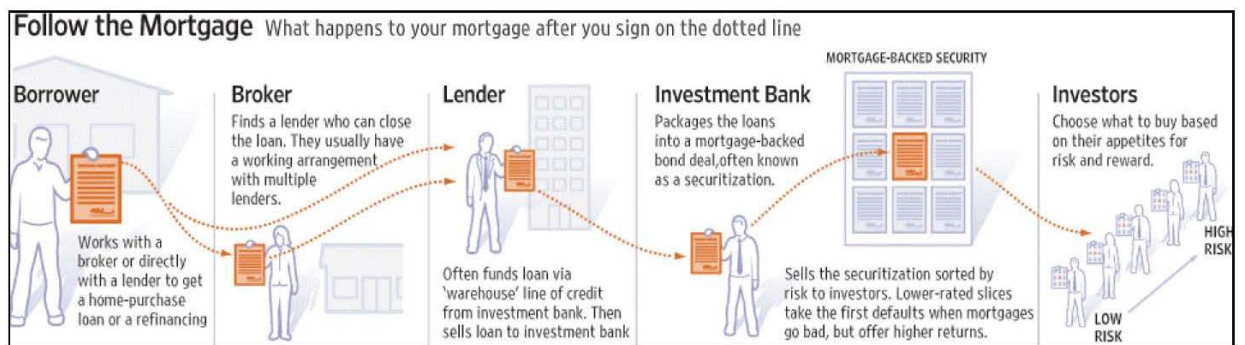 Follow the Mortgage What happens to your mortgage after you sign on the dotted line
Borrower
Works with a
broker or directly
with a lender to get
a home-purchase
loan or a refinancing
Broker
Finds a lender who can close
the loan. They usually have
a working arrangement
with multiple
lenders.
Lender
Often funds loan via
'warehouse' line of credit
from investment bank. Then
sells loan to investment bank
Investment Bank
Packages the loans
into a mortgage-backed
bond deal,often known
as a securitization.
MORTGAGE-BACKED SECURITY
Sells the securitization sorted by
risk to investors. Lower-rated slices
take the first defaults when mortgages
go bad, but offer higher returns.
Investors
Choose what to buy based
on their appetites for
risk and reward.
HIGH
RISK
LOW
RISK